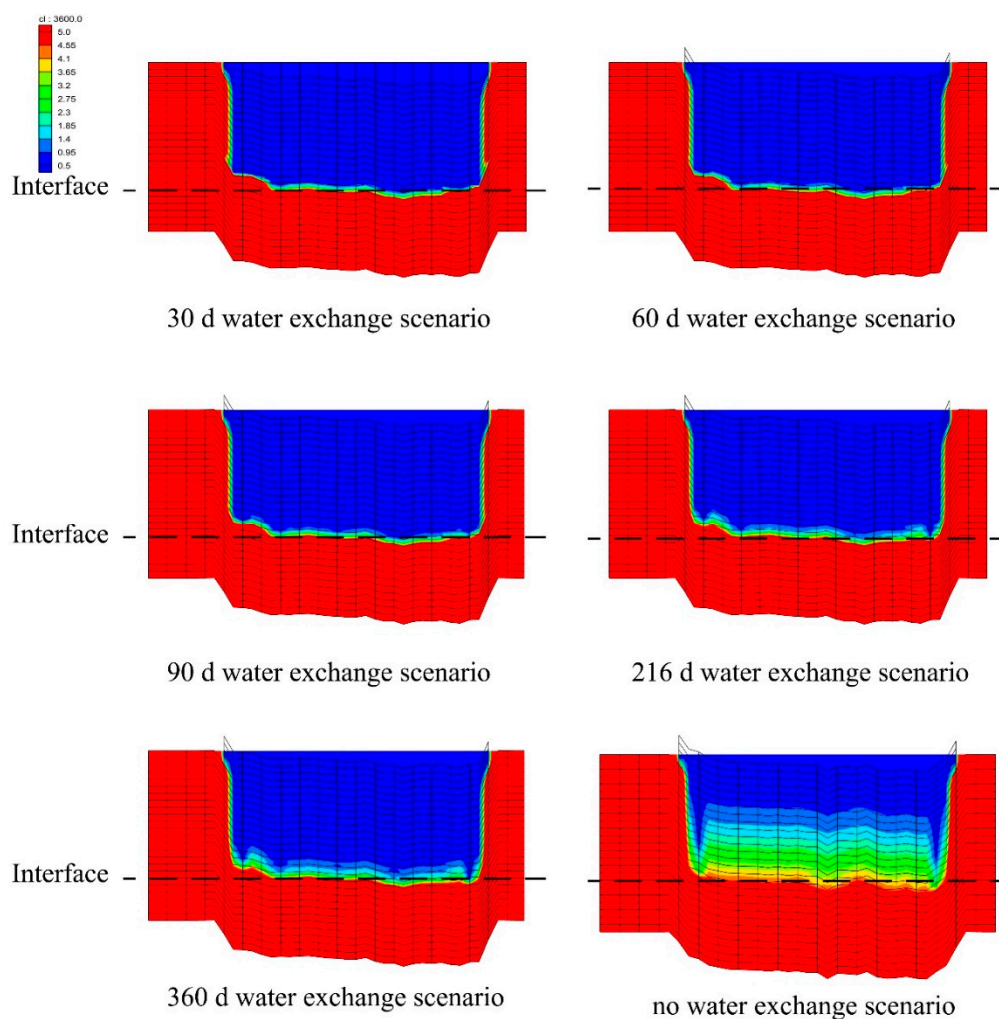 cl : 3600.0
5.0
4.55
4.1
3.65
3.2
2.75
2.3
1.85
1.4
0.95
0.5
Interface
30 d water exchange scenario
60 d water exchange scenario
Interface
90 d water exchange scenario
216 d water exchange scenario
Interface
360 d water exchange scenario
no water exchange scenario